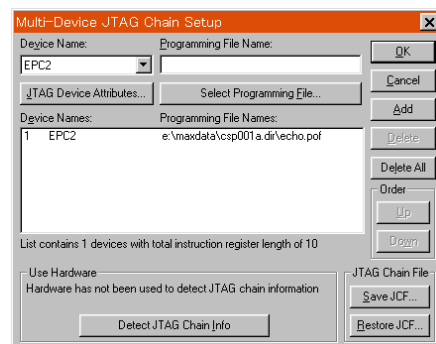 Multi-Device JTAG Chain Setup
Device Name:
Programming File Name:
EPC2
JTAG Device Attributes...
Select Programming File...
Device Names:
Programming File Names:
1 EPC2 e:\maxdata\csp001a.dir\echo.pof
List contains 1 devices with total instruction register length of 10
Use Hardware
Hardware has not been used to detect JTAG chain information
Detect JTAG Chain Info
OK
Cancel
Add
Delete
Delete All
Order
Up
Down
JTAG Chain File
Save JCF...
Restore JCF...